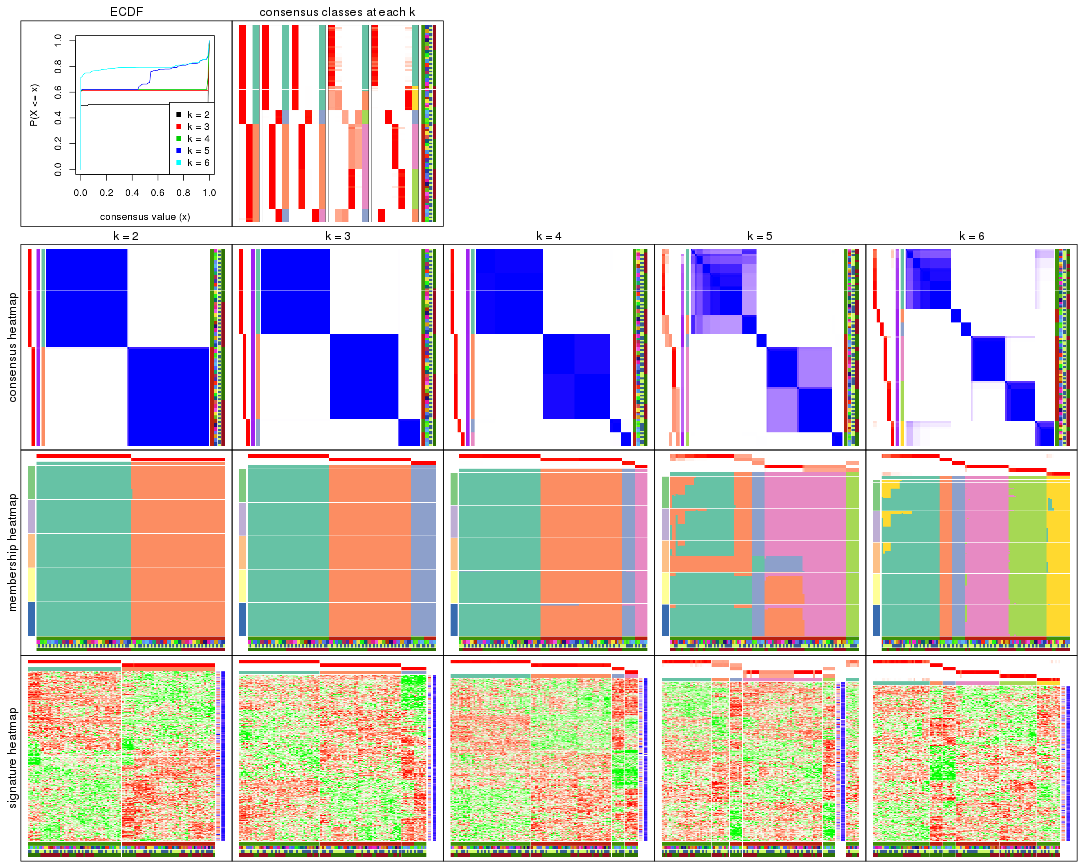 ECDF
consensus classes at each k
P(X <= x)
0.0 0.2 0.4 0.6 0.8 1.0
k = 2
k = 3
k = 4
k = 5
k = 6
0.0 0.2 0.4 0.6 0.8 1.0
consensus value (x)
k = 2
k = 3
k = 4
k = 5
k = 6
consensus heatmap
membership heatmap
signature heatmap